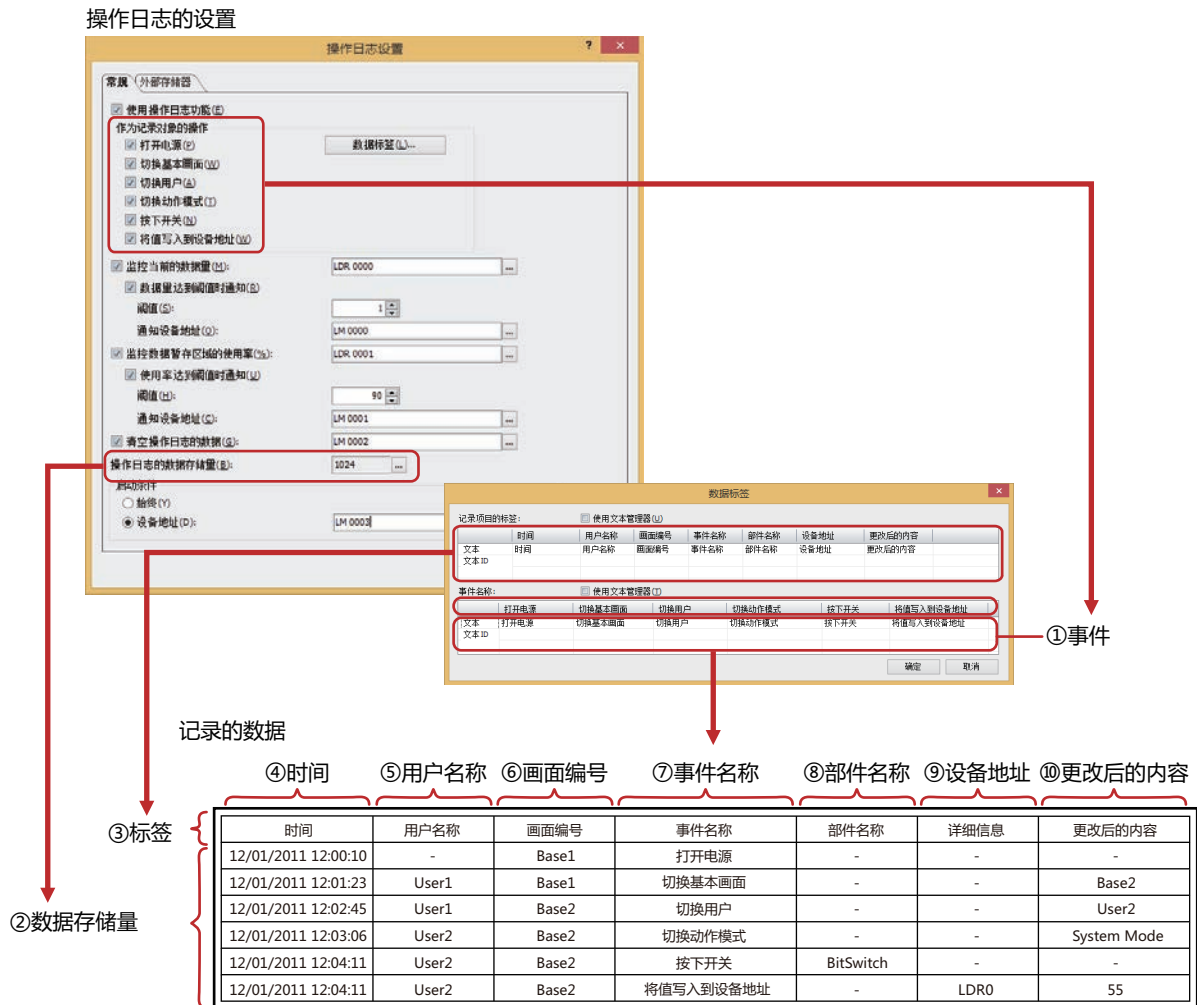 操作日志的设置
操作日志设置 ? ×
常规 外部存储器
使用操作日志功能(E)
作为记录对象的操作
打开电源(P) 数据标签(L)...
切换基本画面(W)
切换用户(A)
切换动作模式(T)
按下开关(N)
将值写入到设备地址(W)
监控当前的数据量(M): LDR 0000 ...
数据量达到阈值时通知(R)
阈值(S): 1
通知设备地址(O): LM 0000 ...
监控数据暂存区域的使用率(%): LDR 0001 ...
使用率达到阈值时通知(U)
阈值(H): 90
通知设备地址(C): LM 0001 ...
清空操作日志的数据(G): LM 0002 ...
操作日志的数据存储量(B): 1024 ...
启动条件
始终(Y)
设备地址(D): LM 0003
数据标签 ×
记录项目的标签: 使用文本管理器(U)
时间 用户名称 画面编号 事件名称 部件名称 设备地址 更改后的内容
文本 时间 用户名称 画面编号 事件名称 部件名称 设备地址 更改后的内容
文本 ID
事件名称: 使用文本管理器(I)
打开电源 切换基本画面 切换用户 切换动作模式 按下开关 将值写入到设备地址
文本 打开电源 切换基本画面 切换用户 切换动作模式 按下开关 将值写入到设备地址
文本 ID
确定 取消
①事件
记录的数据
④时间 ⑤用户名称 ⑥画面编号 ⑦事件名称 ⑧部件名称 ⑨设备地址 ⑩更改后的内容
③标签
时间 用户名称 画面编号 事件名称 部件名称 详细信息 更改后的内容
12/01/2011 12:00:10 - Base1 打开电源 - - -
12/01/2011 12:01:23 User1 Base1 切换基本画面 - - Base2
12/01/2011 12:02:45 User1 Base2 切换用户 - - User2
②数据存储量
12/01/2011 12:03:06 User2 Base2 切换动作模式 - - System Mode
12/01/2011 12:04:11 User2 Base2 按下开关 BitSwitch - -
12/01/2011 12:04:11 User2 Base2 将值写入到设备地址 - LDR0 55